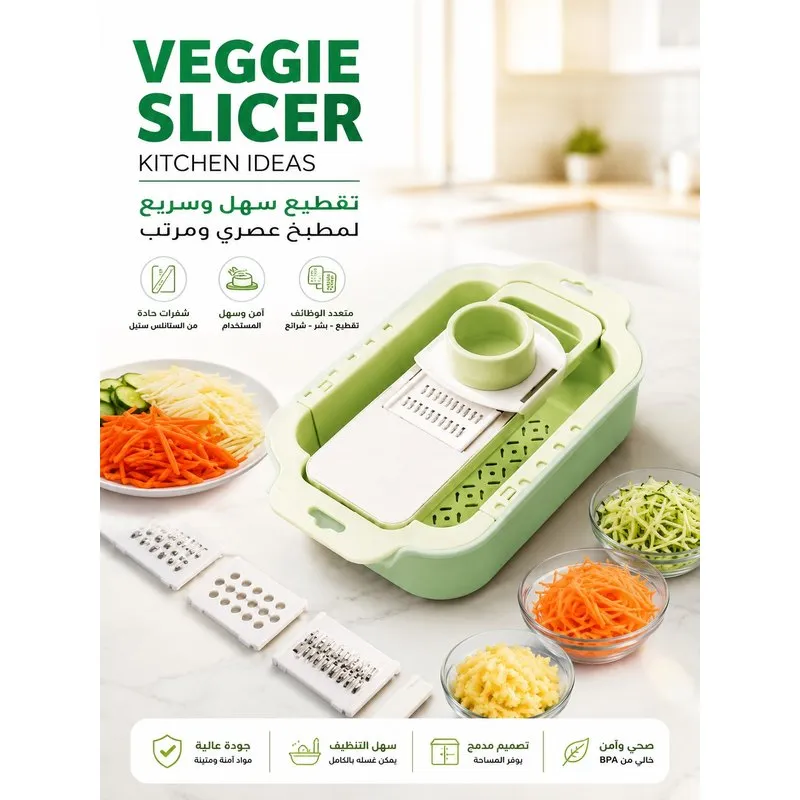 VEGGIE
SLICER
KITCHEN IDEAS
تقطيع سهل وسريع
لمطبخ عصري ومرتب
متعدد الوظائف
تقطيع - بشر - شرائح
آمن وسهل
الاستخدام
شفرات حادة
من الستانلس ستيل
صحي وآمن
خالي من BPA
تصميم مدمج
يوفر المساحة
سهل التنظيف
يمكن غسله بالكامل
جودة عالية
مواد آمنة ومتينة